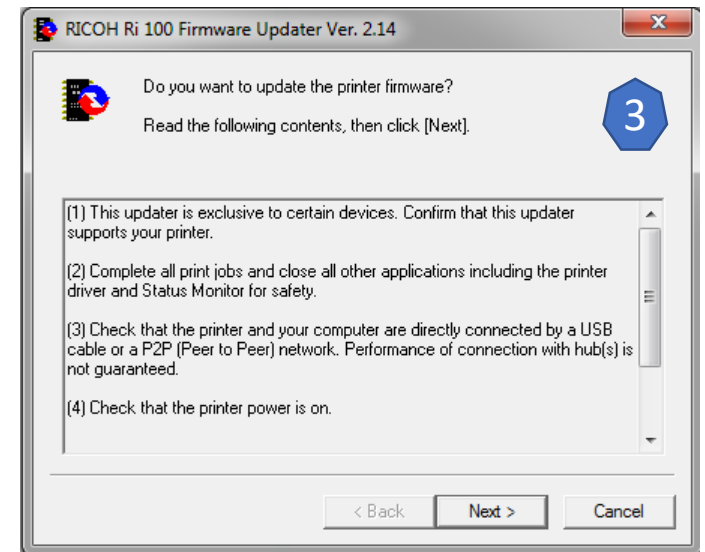 RICOH Ri 100 Firmware Updater Ver. 2.14
Do you want to update the printer firmware?
Read the following contents, then click [Next].
3
(1) This updater is exclusive to certain devices. Confirm that this updater
supports your printer.
(2) Complete all print jobs and close all other applications including the printer
driver and Status Monitor for safety.
(3) Check that the printer and your computer are directly connected by a USB
cable or a P2P (Peer to Peer) network. Performance of connection with hub(s) is
not guaranteed.
(4) Check that the printer power is on.
< Back
Next >
Cancel